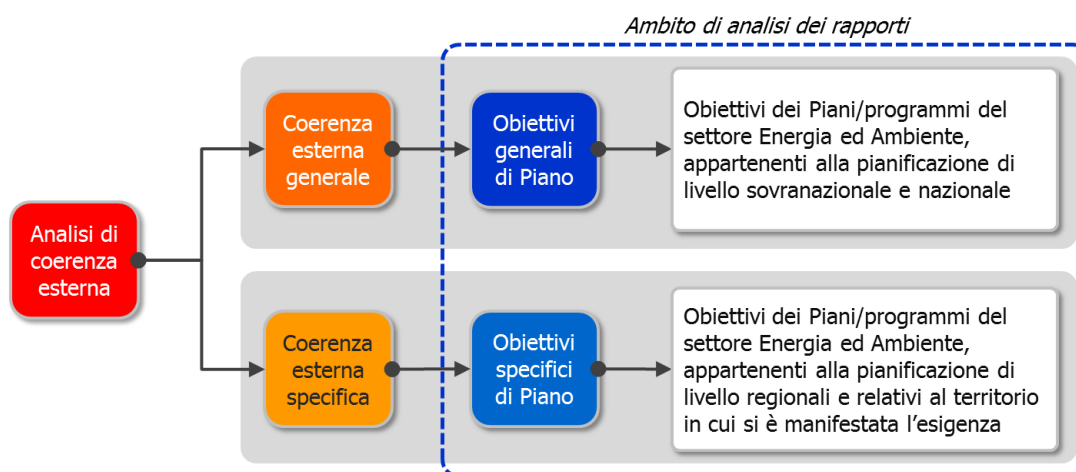 Ambito di analisi dei rapporti
Coerenza
esterna
generale
Obiettivi
generali
di Piano
Obiettivi dei Piani/programmi del
settore Energia ed Ambiente,
appartenenti alla pianificazione di
livello sovranazionale e nazionale
Analisi di
coerenza
esterna
Coerenza
esterna
specifica
Obiettivi
specifici
di Piano
Obiettivi dei Piani/programmi del
settore Energia ed Ambiente,
appartenenti alla pianificazione di
livello regionali e relativi al territorio
in cui si è manifestata l’esigenza